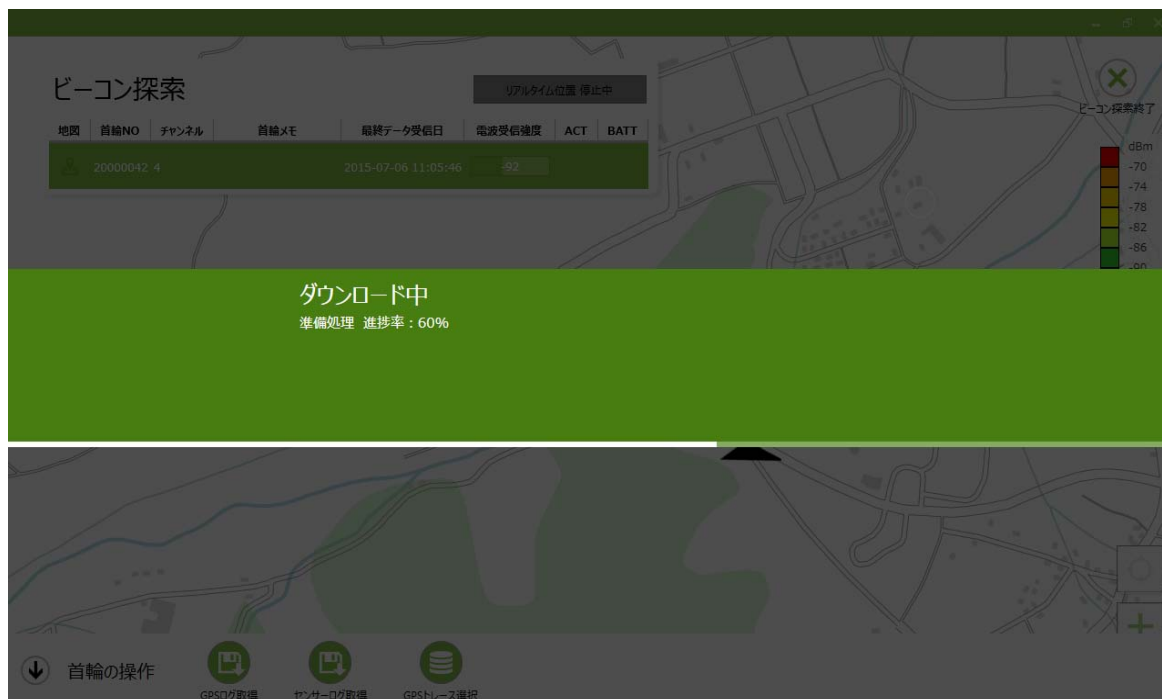 ビーコン探索
リアルタイム位置 停止中
ビーコン探索終了
地図 首輪NO チャンネル 首輪メモ 最終データ受信日 電波受信強度 ACT BATT
20000042 4 2015-07-06 11:05:46 -92
dBm
-70
-74
-78
-82
-86
-90
ダウンロード中
準備処理 進捗率:60%
首輪の操作
GPSログ取得 センサーログ取得 GPSトレース選択